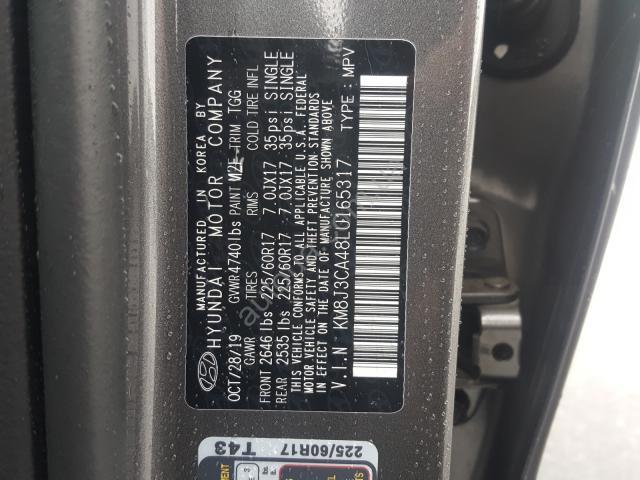 MANUFACTURED IN KOREA BY
HYUNDAI MOTOR COMPANY
OCT/28/19 GVWR 4740lbs PAINT M2F TRIM TGG
GAWR TIRES RIMS COLD TIRE INFL
FRONT 2646 lbs 225/60R17 7.0JX17 35psi SINGLE
REAR 2535 lbs 225/60R17 7.0JX17 35psi SINGLE
THIS VEHICLE CONFORMS TO ALL APPLICABLE U.S.A. FEDERAL
MOTOR VEHICLE SAFETY AND THEFT PREVENTION STANDARDS
IN EFFECT ON THE DATE OF MANUFACTURE SHOWN ABOVE
V.I.N KM8J3CA48LU165317 TYPE : MPV
225/60R17
T43